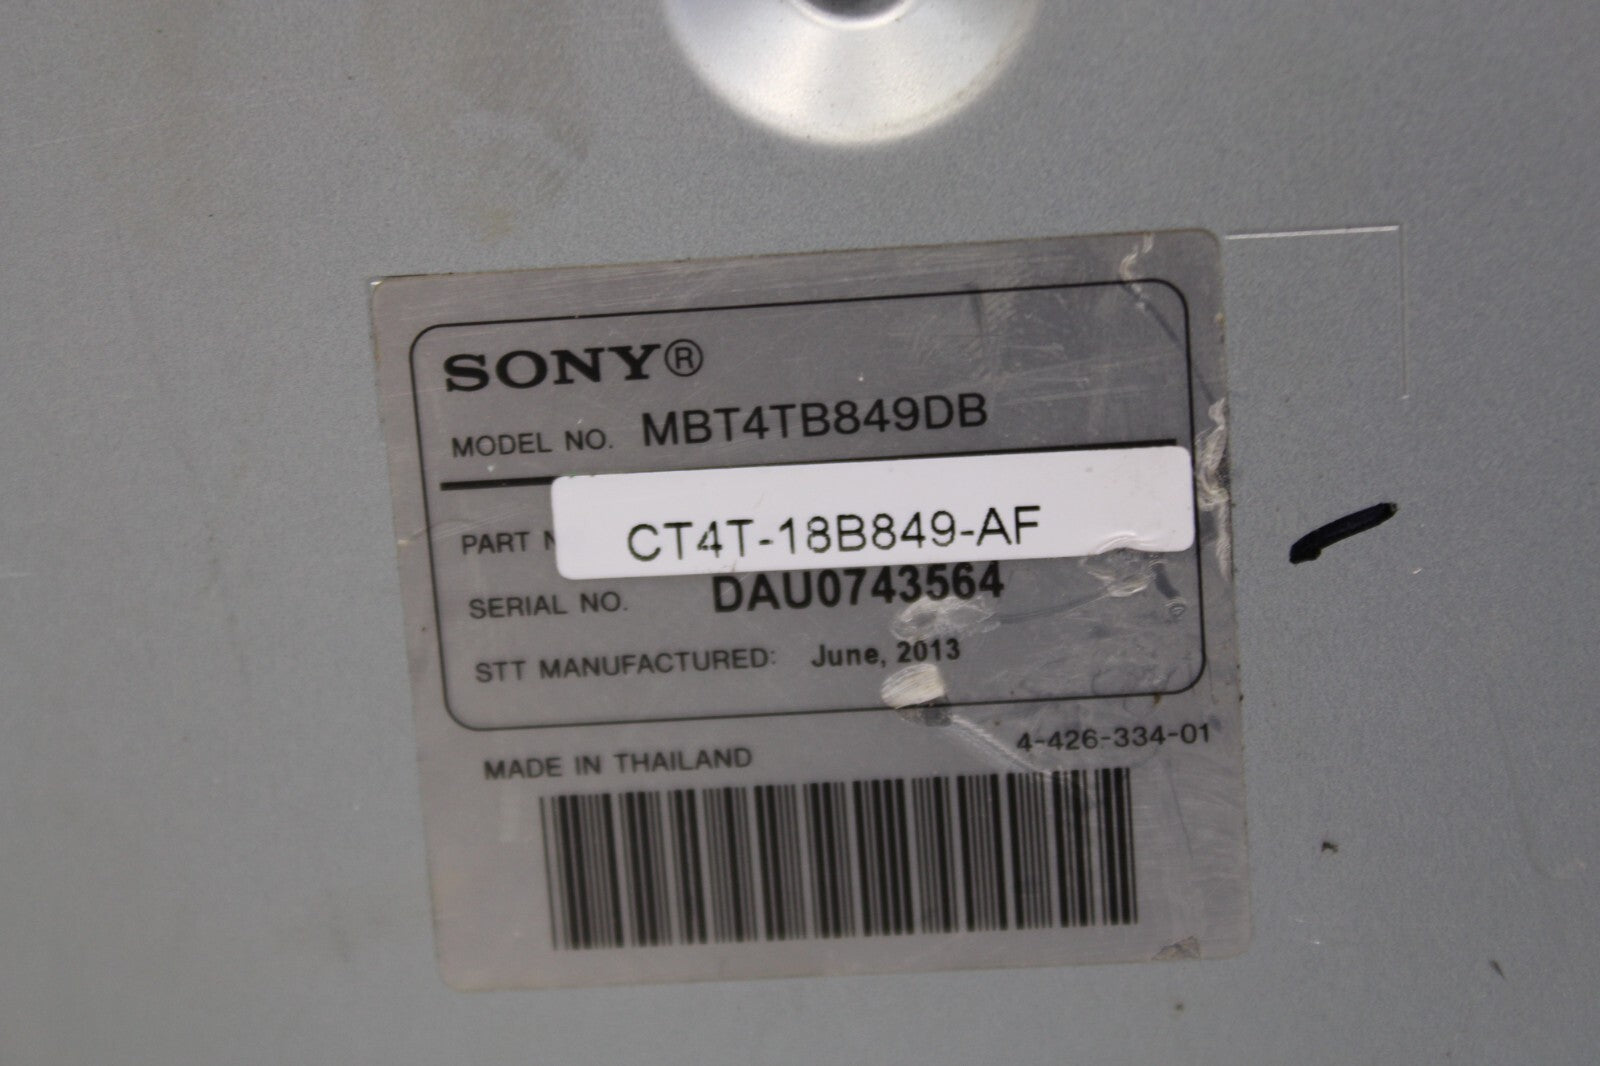 SONY®
MODEL NO. MBT4TB849DB
PART CT4T-18B849-AF
SERIAL NO. DAU0743564
STT MANUFACTURED: June, 2013
MADE IN THAILAND 4-426-334-01